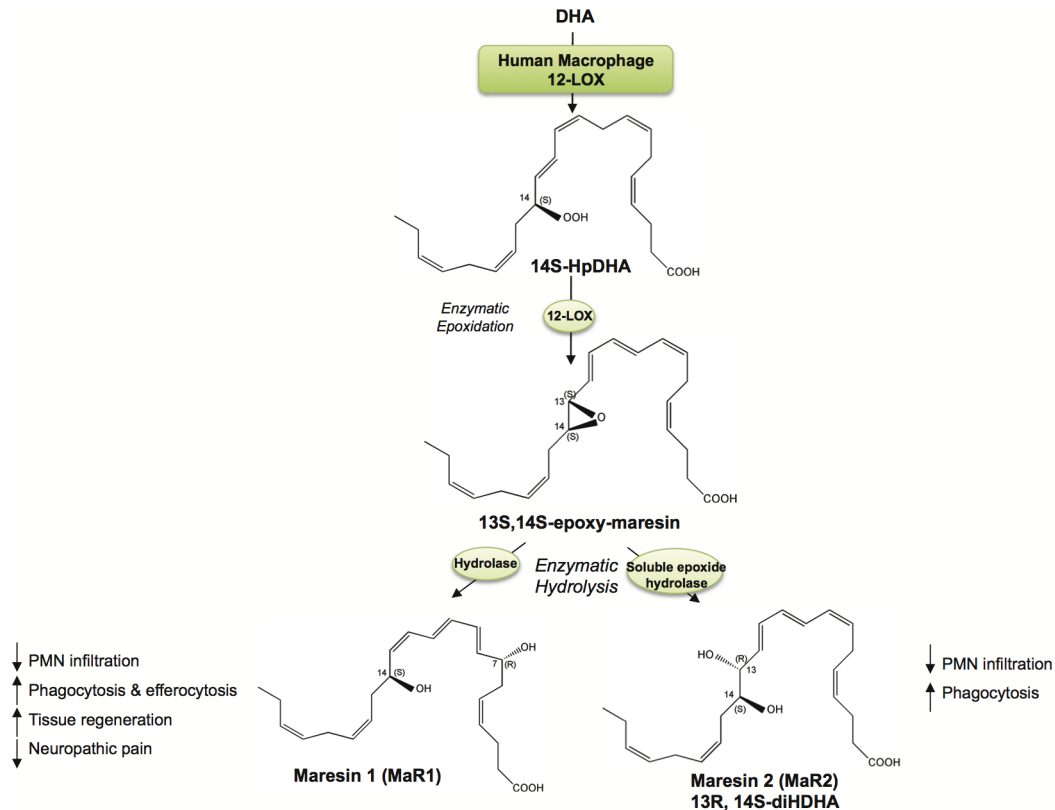 DHA
Human Macrophage
12-LOX
14
(S)
OOH
COOH
14S-HpDHA
Enzymatic
Epoxidation
12-LOX
(S)
13
O
14
(S)
COOH
13S,14S-epoxy-maresin
Hydrolase
Enzymatic
Hydrolysis
Soluble epoxide
hydrolase
PMN infiltration
Phagocytosis & efferocytosis
Tissue regeneration
Neuropathic pain
14
(S)
OH
7
(R)
OH
COOH
Maresin 1 (MaR1)
HO
(R)
13
14
(S)
OH
COOH
Maresin 2 (MaR2)
13R, 14S-diHDHA
PMN infiltration
Phagocytosis